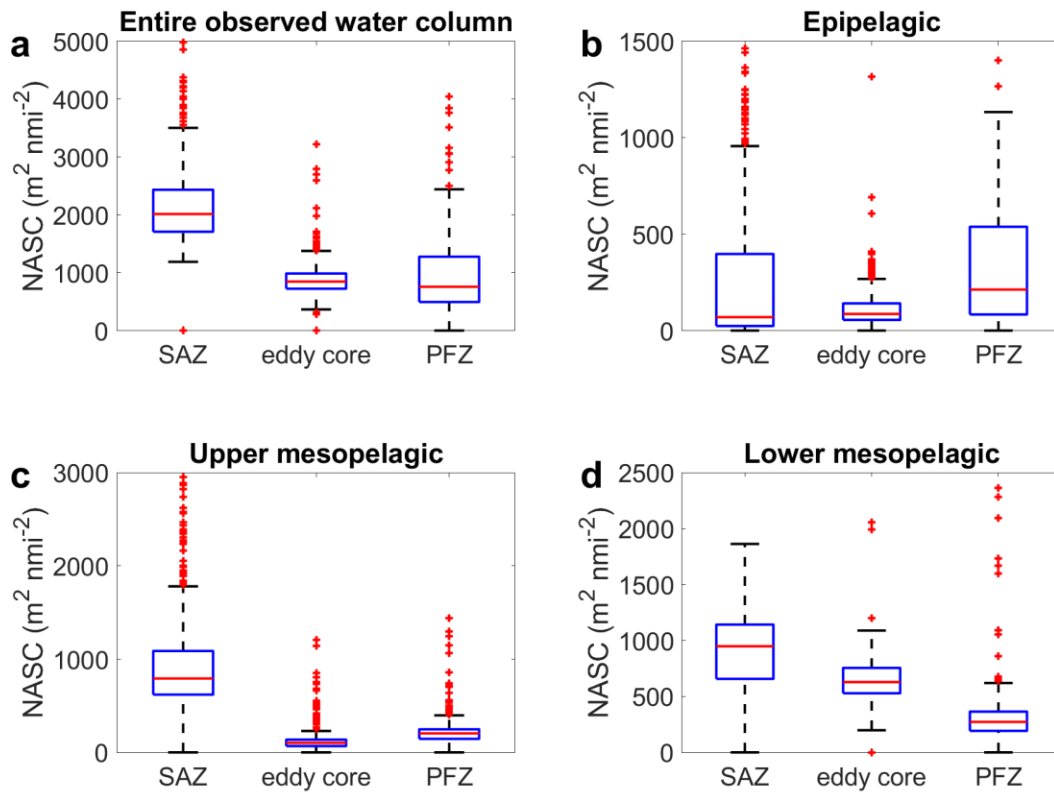 a
Entire observed water column
5000
4000
3000
2000
1000
0
NASC (m² nmi⁻²)
SAZ
eddy core
PFZ
b
Epipelagic
1500
1000
500
0
NASC (m² nmi⁻²)
SAZ
eddy core
PFZ
c
Upper mesopelagic
3000
2000
1000
0
NASC (m² nmi⁻²)
SAZ
eddy core
PFZ
d
Lower mesopelagic
2500
2000
1500
1000
500
0
NASC (m² nmi⁻²)
SAZ
eddy core
PFZ